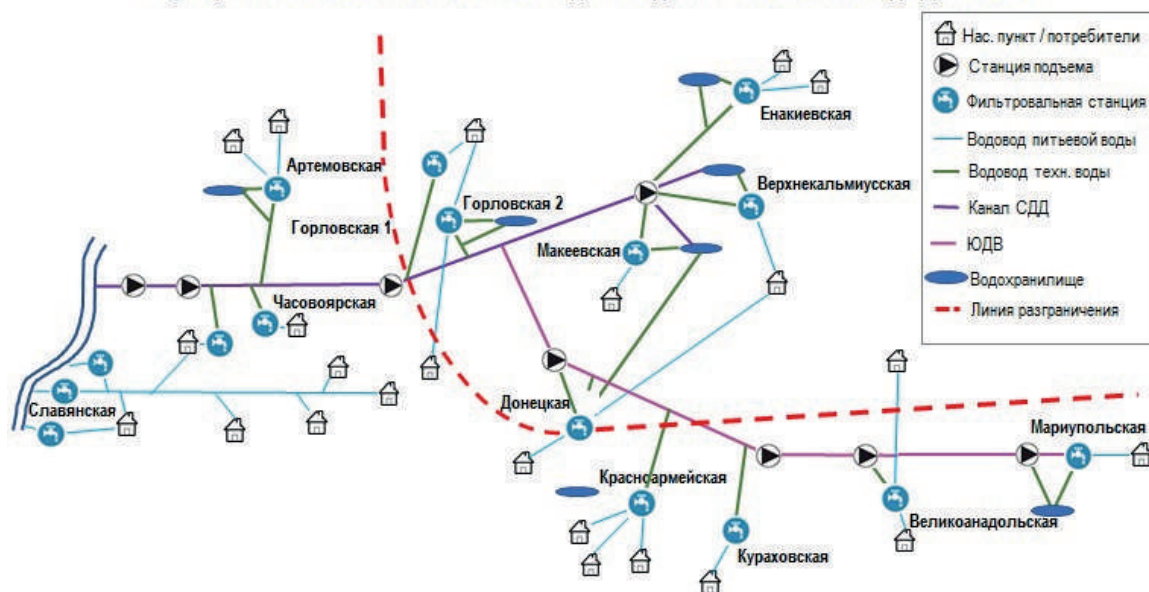 Нас. пункт / потребители
Станция подъема
Фильтровальная станция
Водовод питьевой воды
Водовод техн. воды
Канал СДД
ЮДВ
Водохранилище
Линия разграничения
Енакиевская
Артемовская
Верхнекальмиусская
Горловская 2
Горловская 1
Макеевская
Часовоярская
Славянская
Донецкая
Мариупольская
Красноармейская
Великоанадольская
Кураховская